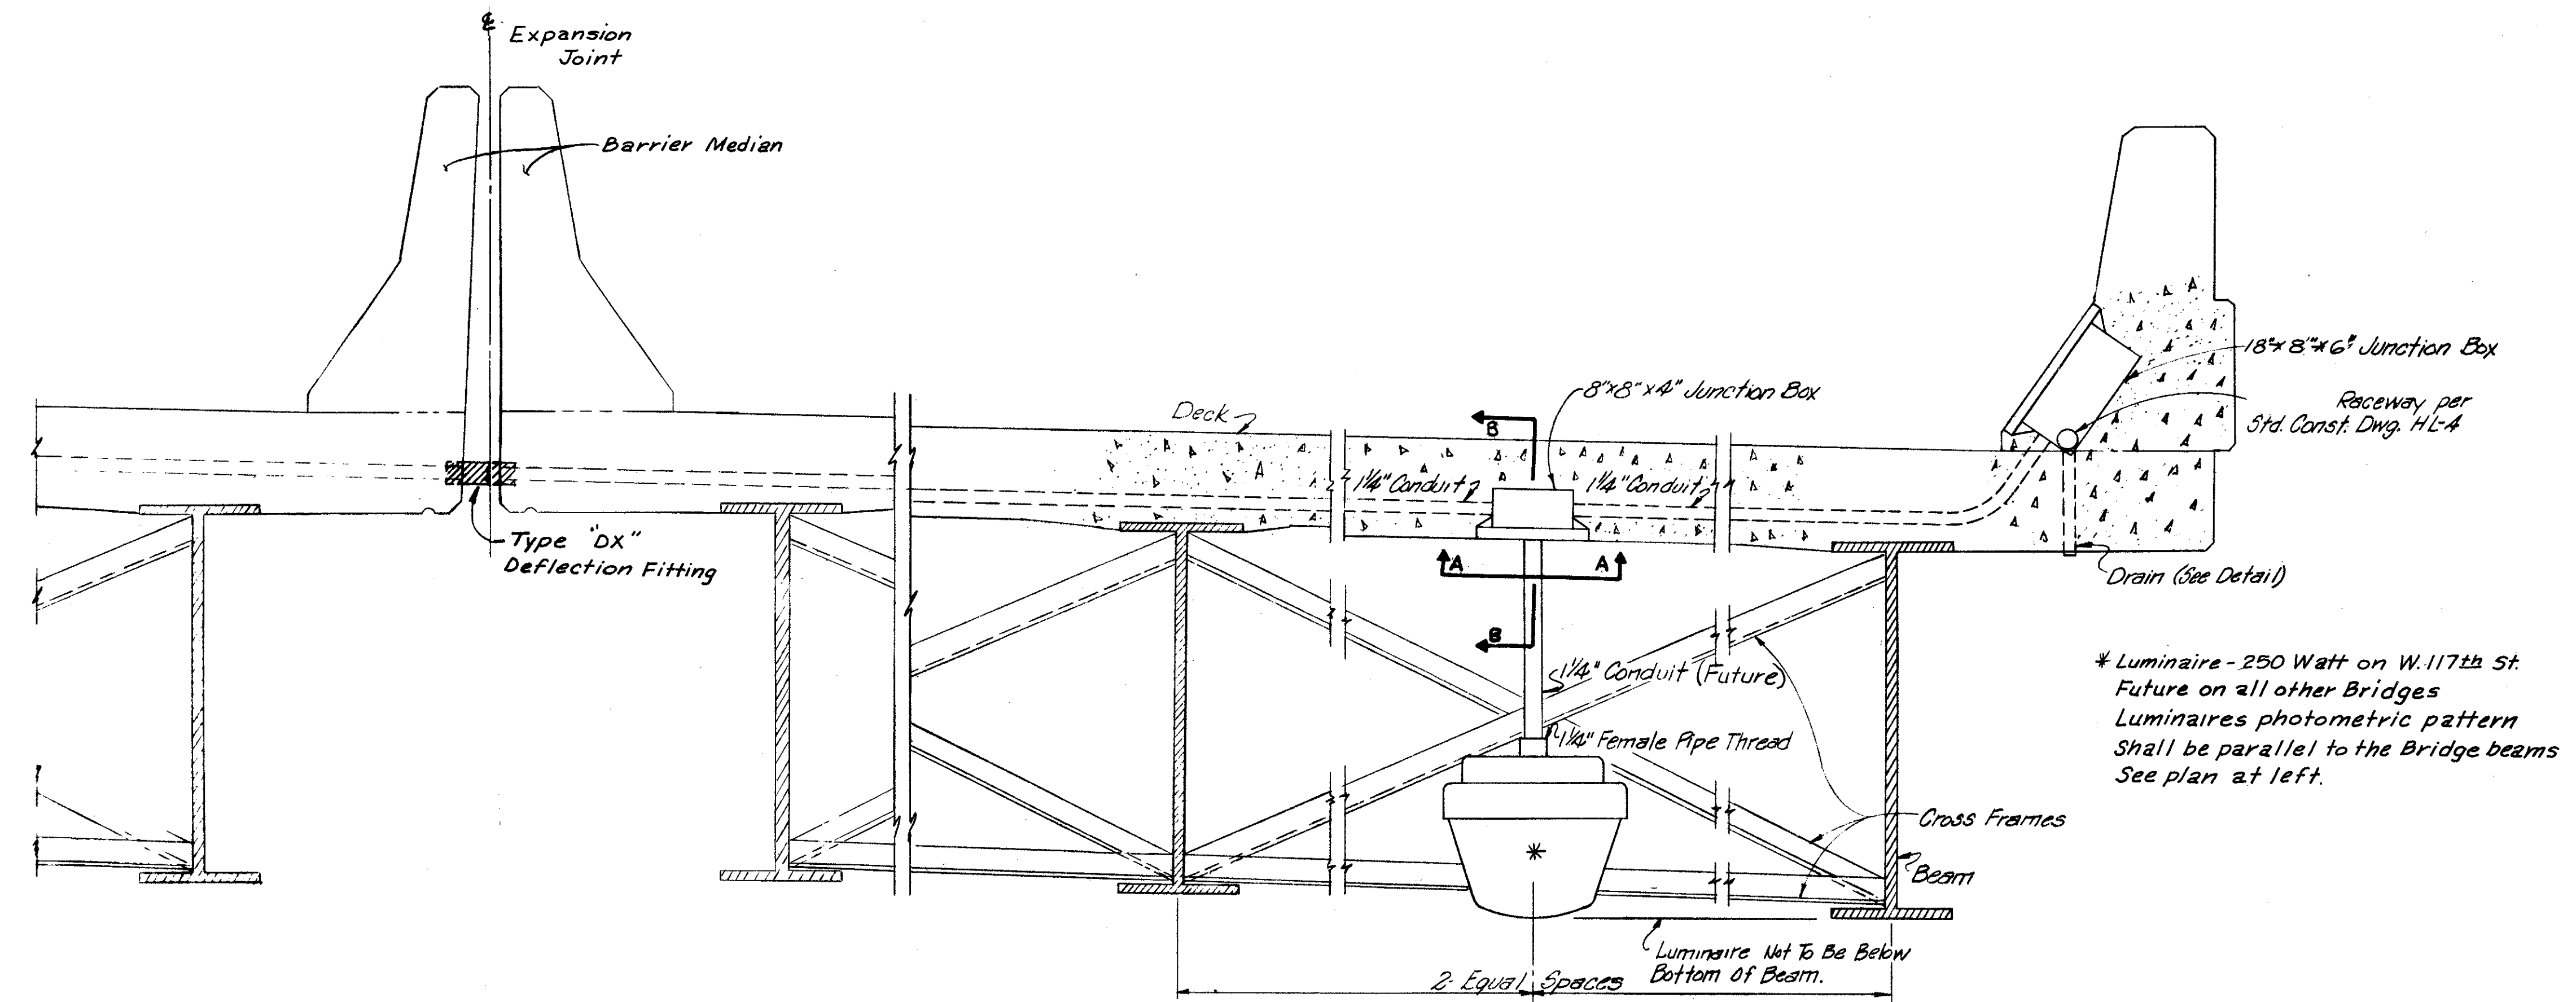 ℄ Expansion
Joint
Barrier Median
Type "DX"
Deflection Fitting
Deck
B
8"x8"x4" Junction Box
1¼" Conduit
1¼" Conduit
A
A
B
1¼" Conduit (Future)
1¼" Female Pipe Thread
18"x8"x6" Junction Box
Raceway per
Std. Const. Dwg. HL-4
Drain (See Detail)
* Luminaire - 250 Watt on W. 117th St.
Future on all other Bridges
Luminaires photometric pattern
Shall be parallel to the Bridge beams
See plan at left.
Cross Frames
*
Beam
Luminaire Not To Be Below
Bottom Of Beam.
2 Equal Spaces